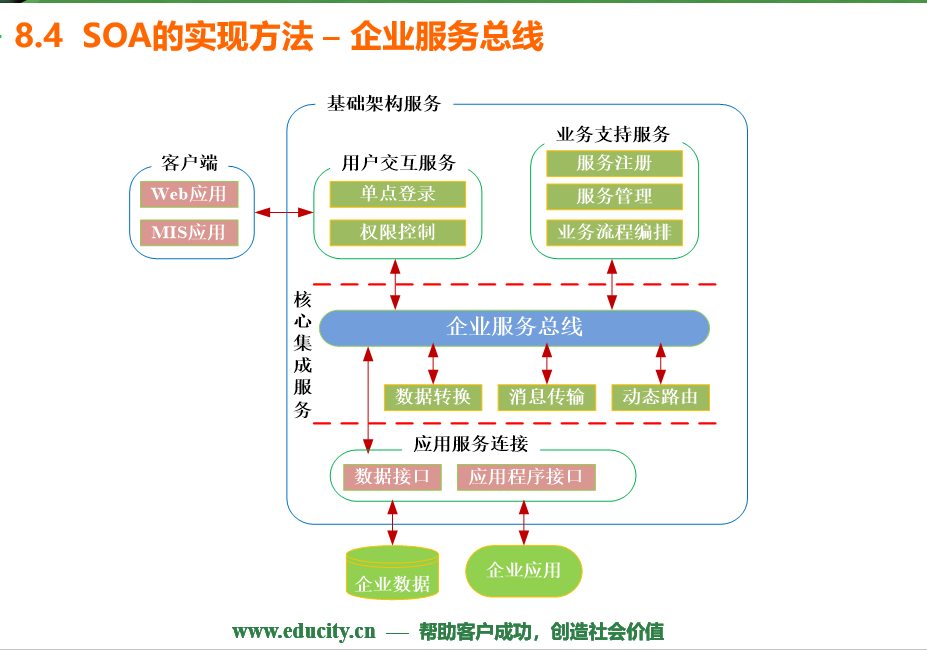 8.4 SOA的实现方法 – 企业服务总线
基础架构服务
客户端
Web应用
MIS应用
用户交互服务
单点登录
权限控制
业务支持服务
服务注册
服务管理
业务流程编排
核心集成服务
企业服务总线
数据转换
消息传输
动态路由
应用服务连接
数据接口
应用程序接口
企业数据
企业应用
www.educity.cn — 帮助客户成功，创造社会价值